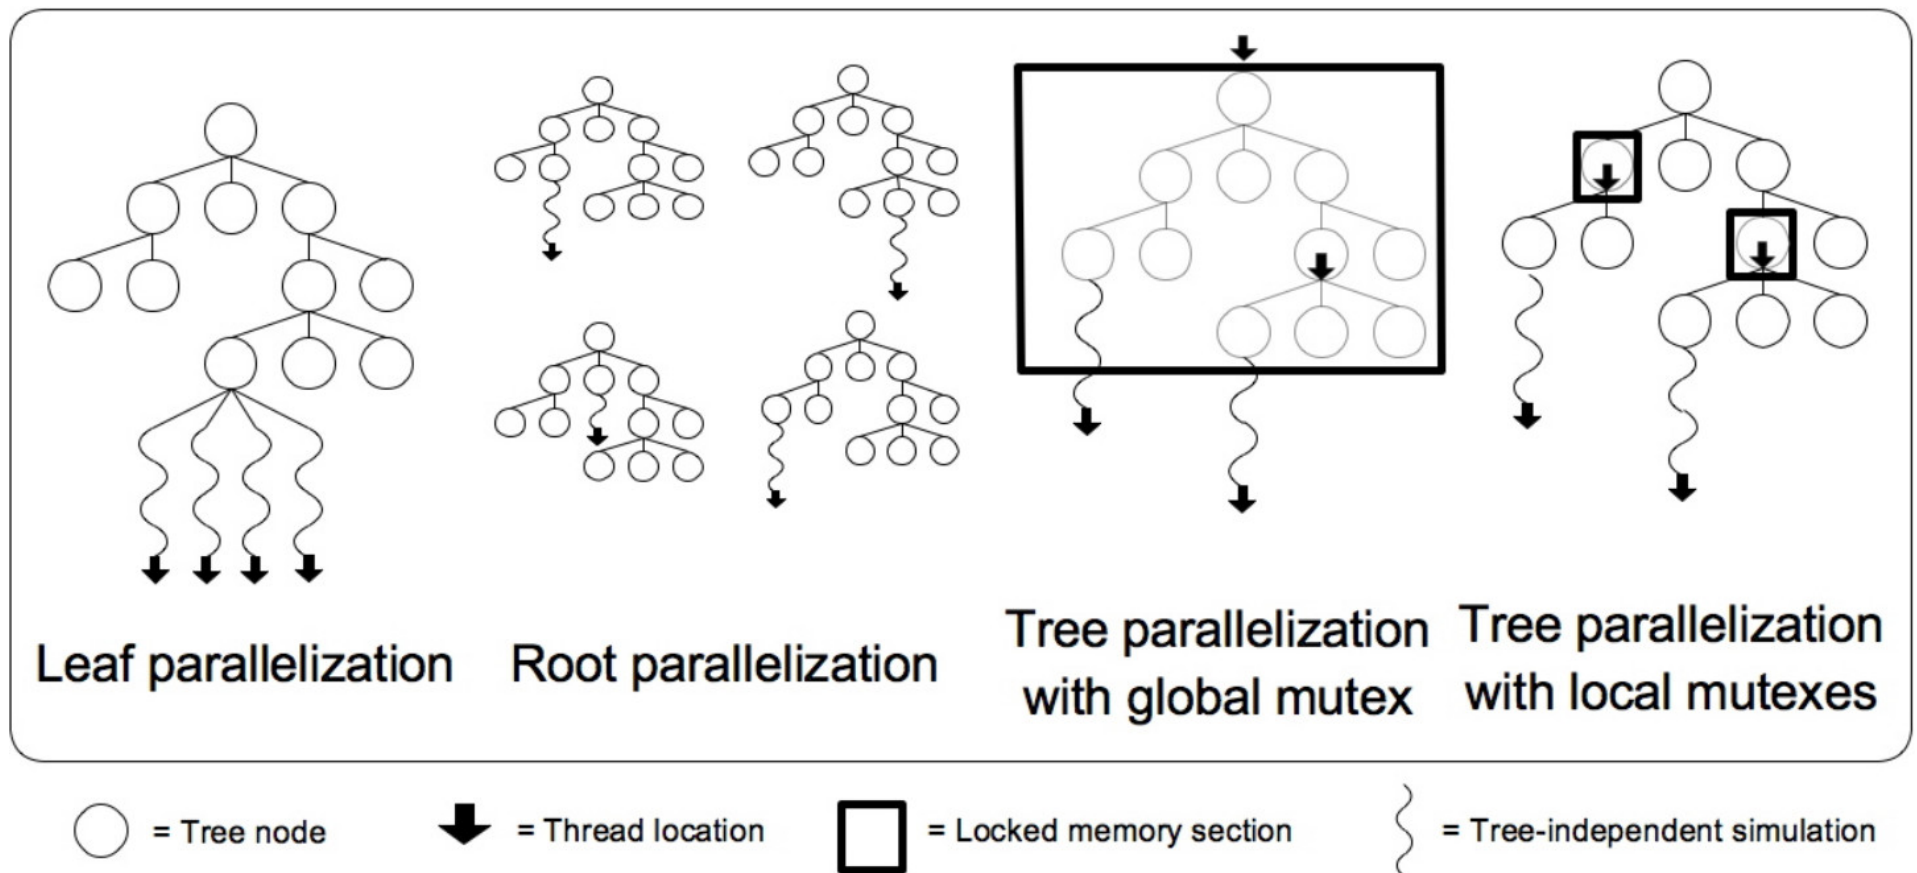 Leaf parallelization
Root parallelization
Tree parallelization
with global mutex
Tree parallelization
with local mutexes
= Tree node
= Thread location
= Locked memory section
= Tree-independent simulation